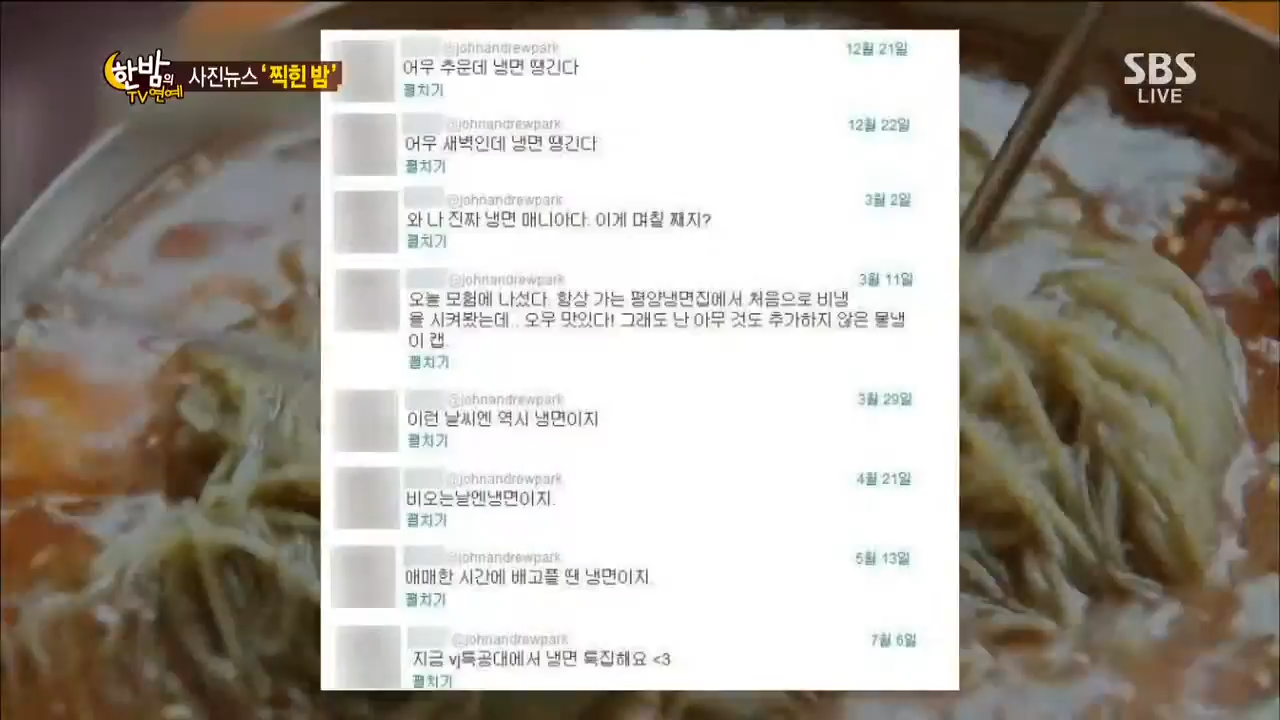 한밤의
TV연예
사진뉴스 '찍힌 밤'
SBS
LIVE
@johnandrewpark 12월 21일
어우 추운데 냉면 땡긴다
펼치기
@johnandrewpark 12월 22일
어우 새벽인데 냉면 땡긴다
펼치기
@johnandrewpark 3월 2일
와 나 진짜 냉면 매니아다. 이게 며칠 째지?
펼치기
@johnandrewpark 3월 11일
오늘 모험에 나섰다. 항상 가는 평양냉면집에서 처음으로 비냉
을 시켜봤는데.. 오우 맛있다! 그래도 난 아무 것도 추가하지 않은 물냉
이 캡.
펼치기
@johnandrewpark 3월 29일
이런 날씨엔 역시 냉면이지
펼치기
@johnandrewpark 4월 21일
비오는날엔냉면이지.
펼치기
@johnandrewpark 5월 13일
애매한 시간에 배고플 땐 냉면이지.
펼치기
@johnandrewpark 7월 6일
지금 vj특공대에서 냉면 특집해요 <3
펼치기